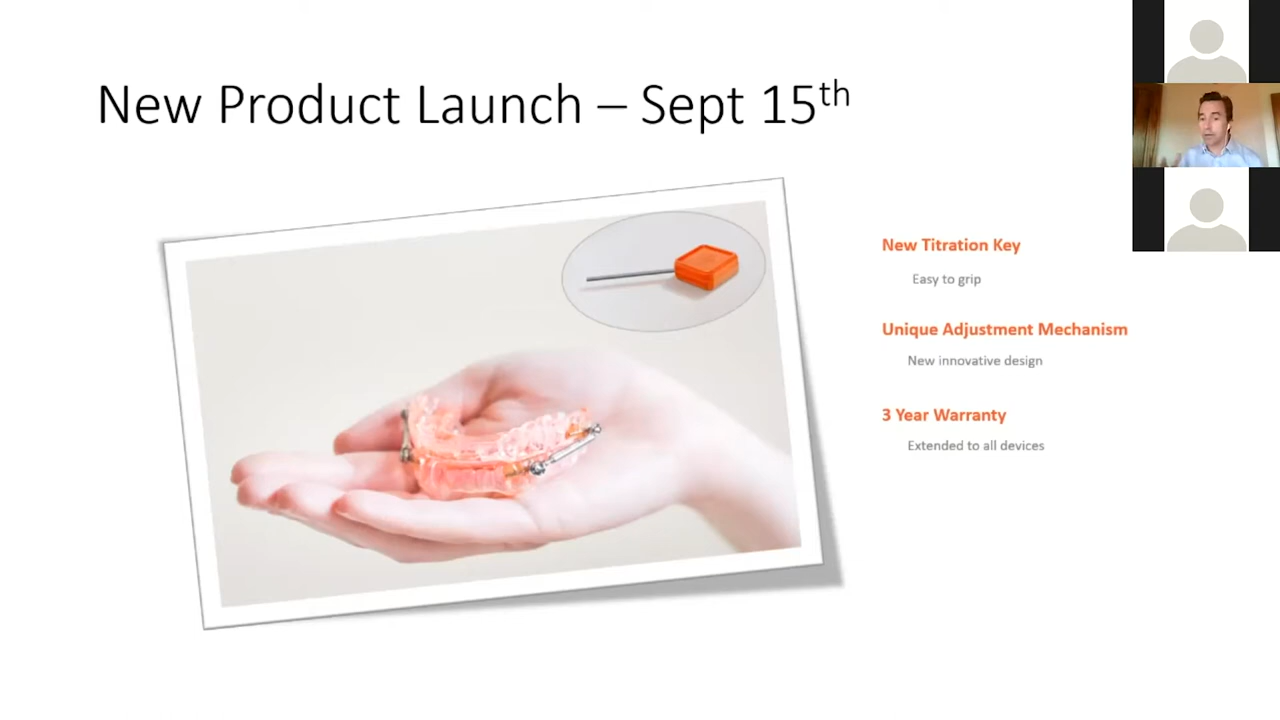 New Product Launch – Sept 15th
New Titration Key
Easy to grip
Unique Adjustment Mechanism
New innovative design
3 Year Warranty
Extended to all devices